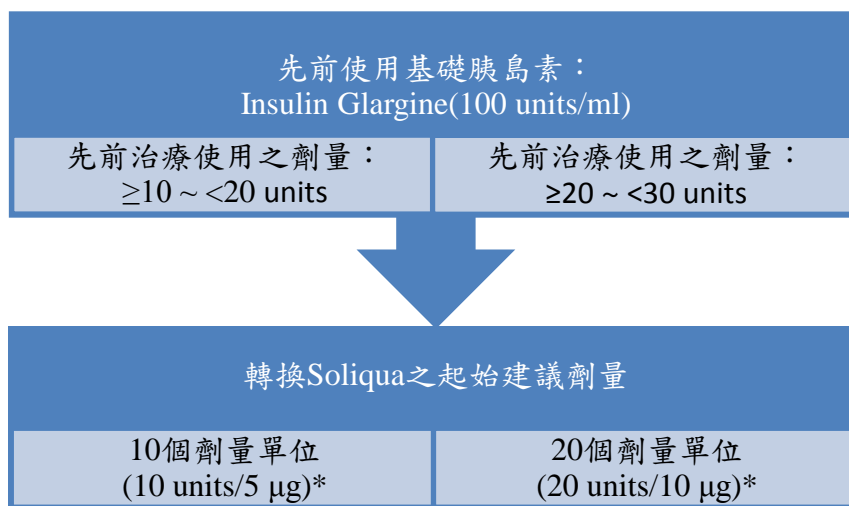 先前使用基礎胰島素：
Insulin Glargine(100 units/ml)
先前治療使用之劑量：
≥10 ~ <20 units
先前治療使用之劑量：
≥20 ~ <30 units
轉換Soliqua之起始建議劑量
10個劑量單位
(10 units/5 μg)*
20個劑量單位
(20 units/10 μg)*